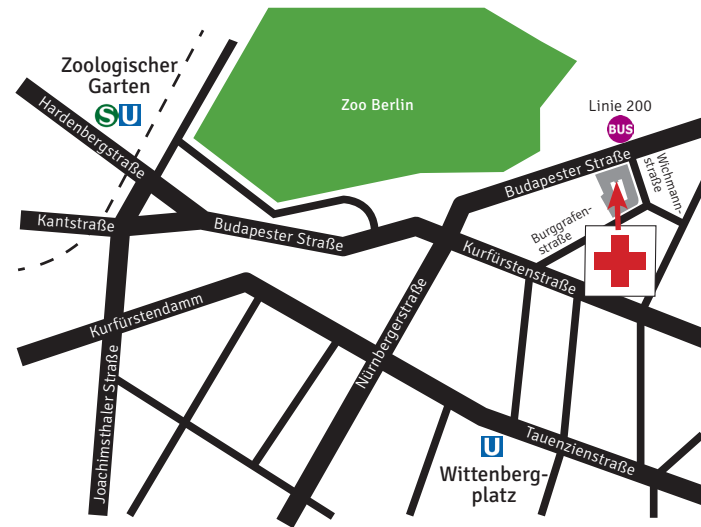 Zoologischer
Garten
S U
Hardenbergstraße
Zoo Berlin
Linie 200
BUS
Budapester Straße
Wichmann-
straße
Kantstraße
Budapester Straße
Burggrafen-
straße
Kurfürstenstraße
Kurfürstendamm
Nürnbergerstraße
Joachimsthaler Straße
Tauenzienstraße
U
Wittenberg-
platz